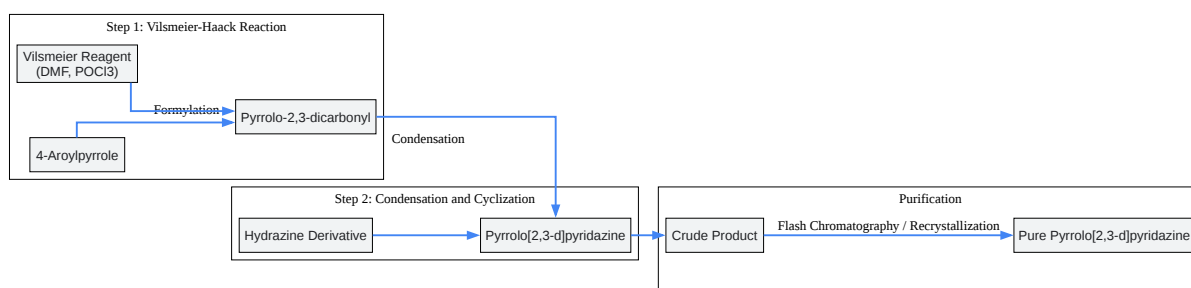 Step 1: Vilsmeier-Haack Reaction
Vilsmeier Reagent
(DMF, POCl3)
Formylation
Pyrrolo-2,3-dicarbonyl
4-Aroylpyrrole
Condensation
Step 2: Condensation and Cyclization
Hydrazine Derivative
Pyrrolo[2,3-d]pyridazine
Purification
Crude Product
Flash Chromatography / Recrystallization
Pure Pyrrolo[2,3-d]pyridazine